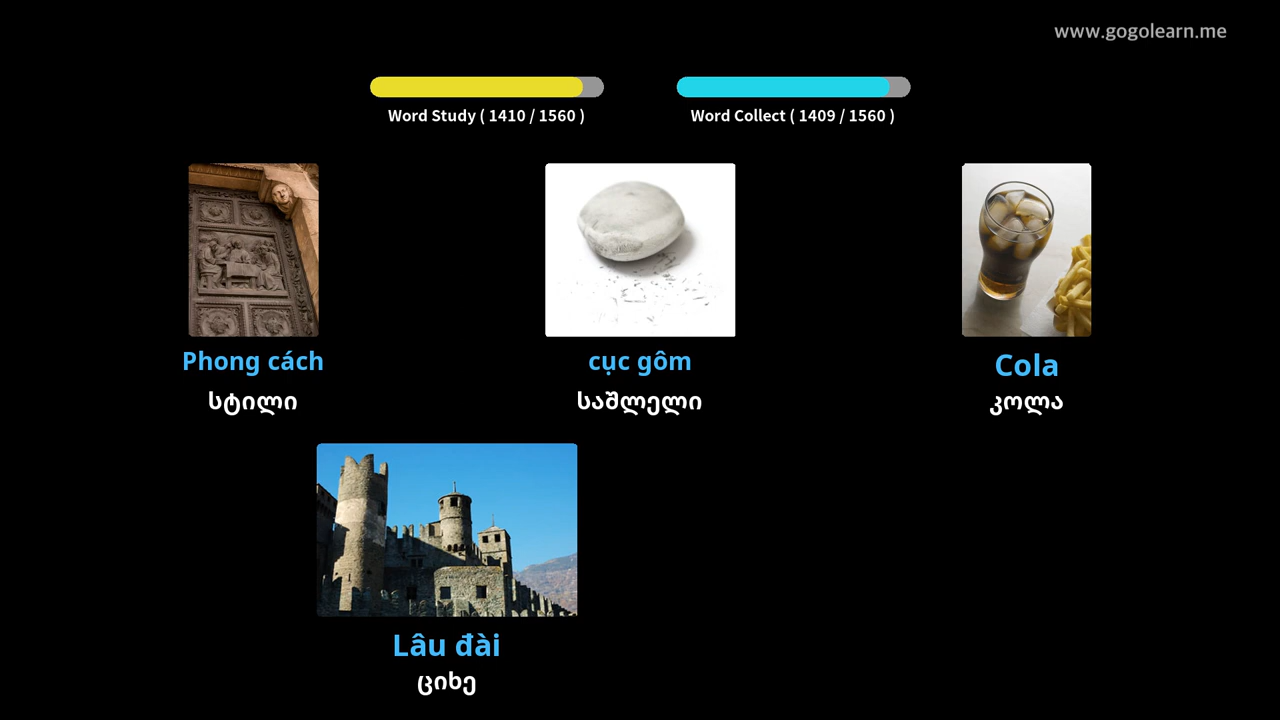 www.gogolearn.me
Word Study ( 1410 / 1560 )
Word Collect ( 1409 / 1560 )
Phong cách
სტილი
cục gôm
საშლელი
Cola
კოლა
Lâu đài
ციხე